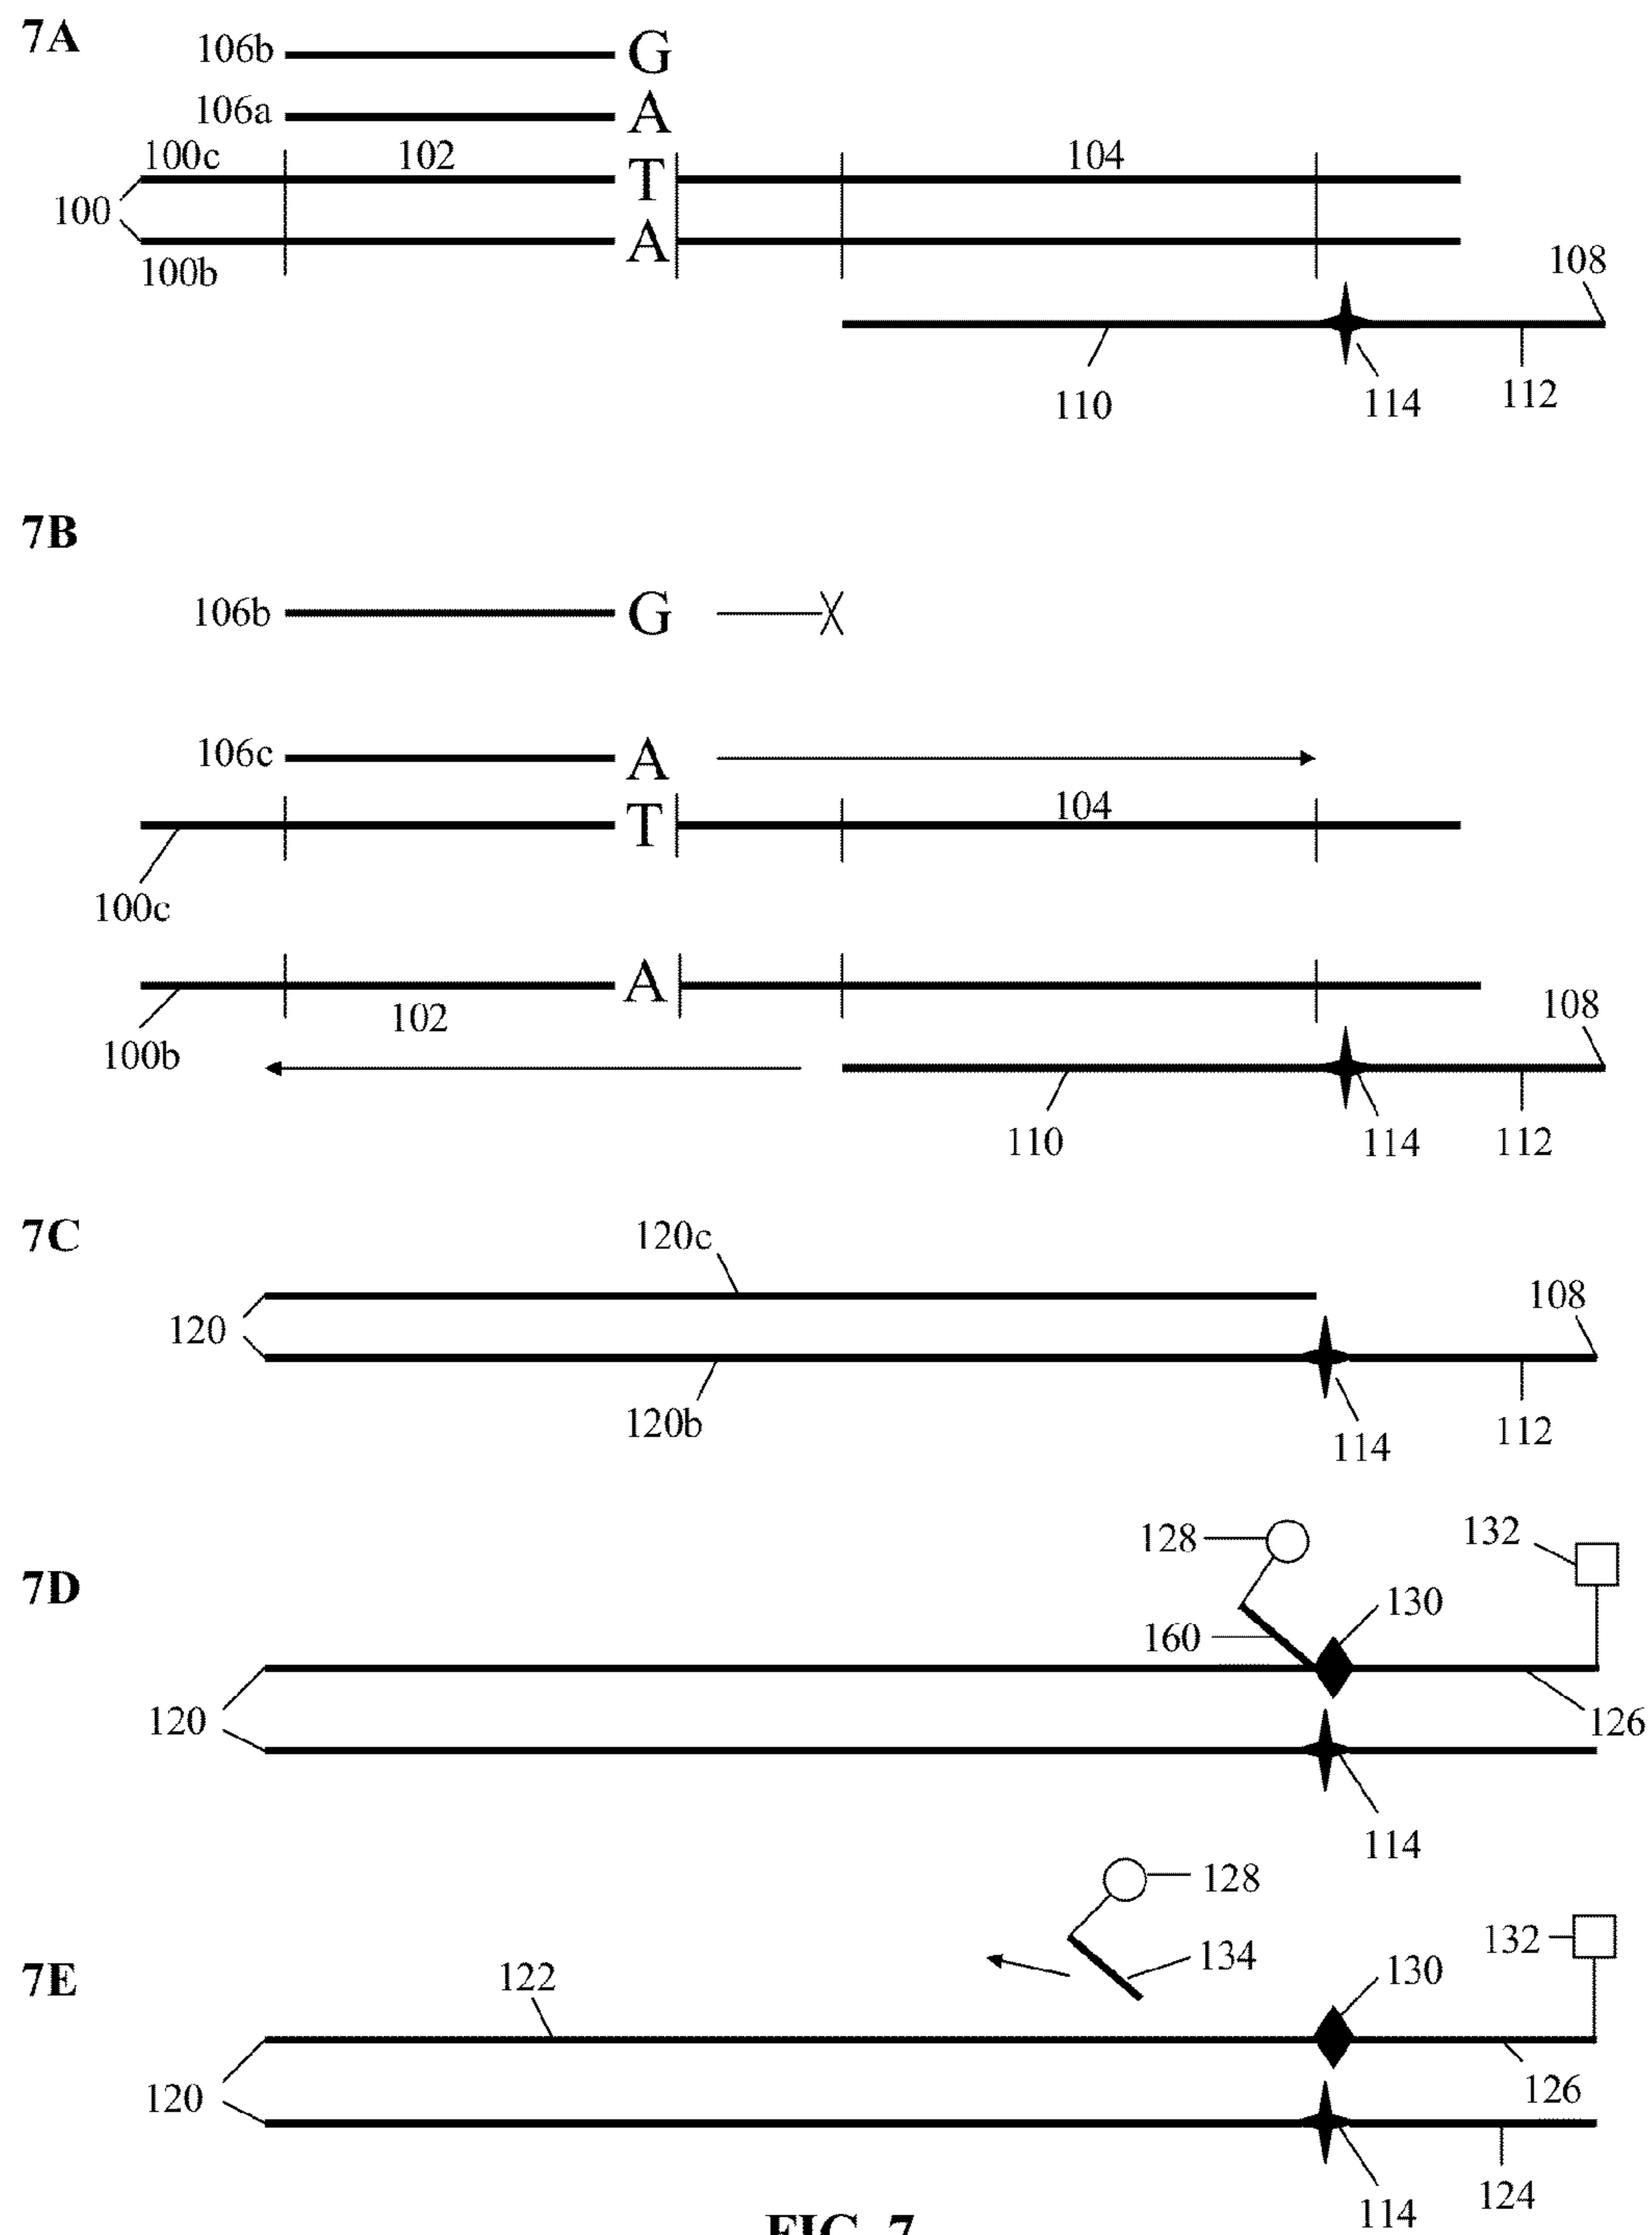 7A
106b G
106a A
100c 102 T 104
100
100b A
108
110 114 112
7B
106b G X
106c A
T 104
100c
A
102 108
100b
110 114 112
7C
120c
108
120
120b
114 112
7D
128 132
130
160
120 126
114
7E
128
132
134
122 130
126
120
124
114
FIG. 7